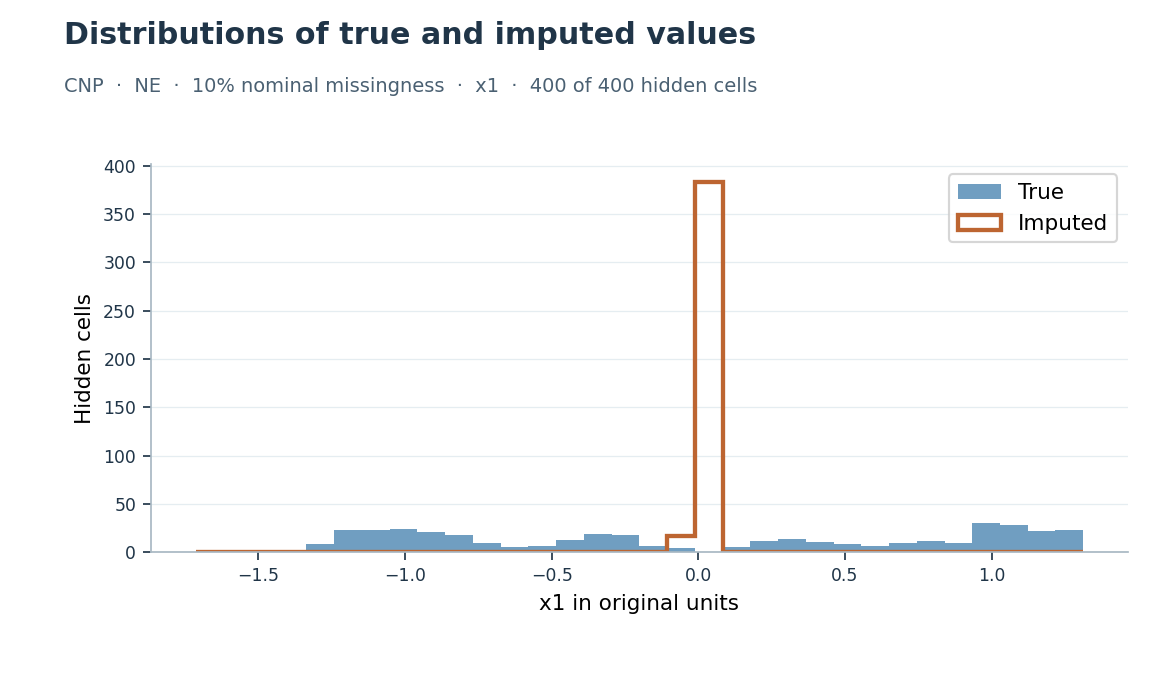 Distributions of true and imputed values
CNP · NE · 10% nominal missingness · x1 · 400 of 400 hidden cells
400
350
300
250
200
150
100
50
0
Hidden cells
True
Imputed
−1.5
−1.0
−0.5
0.0
0.5
1.0
x1 in original units